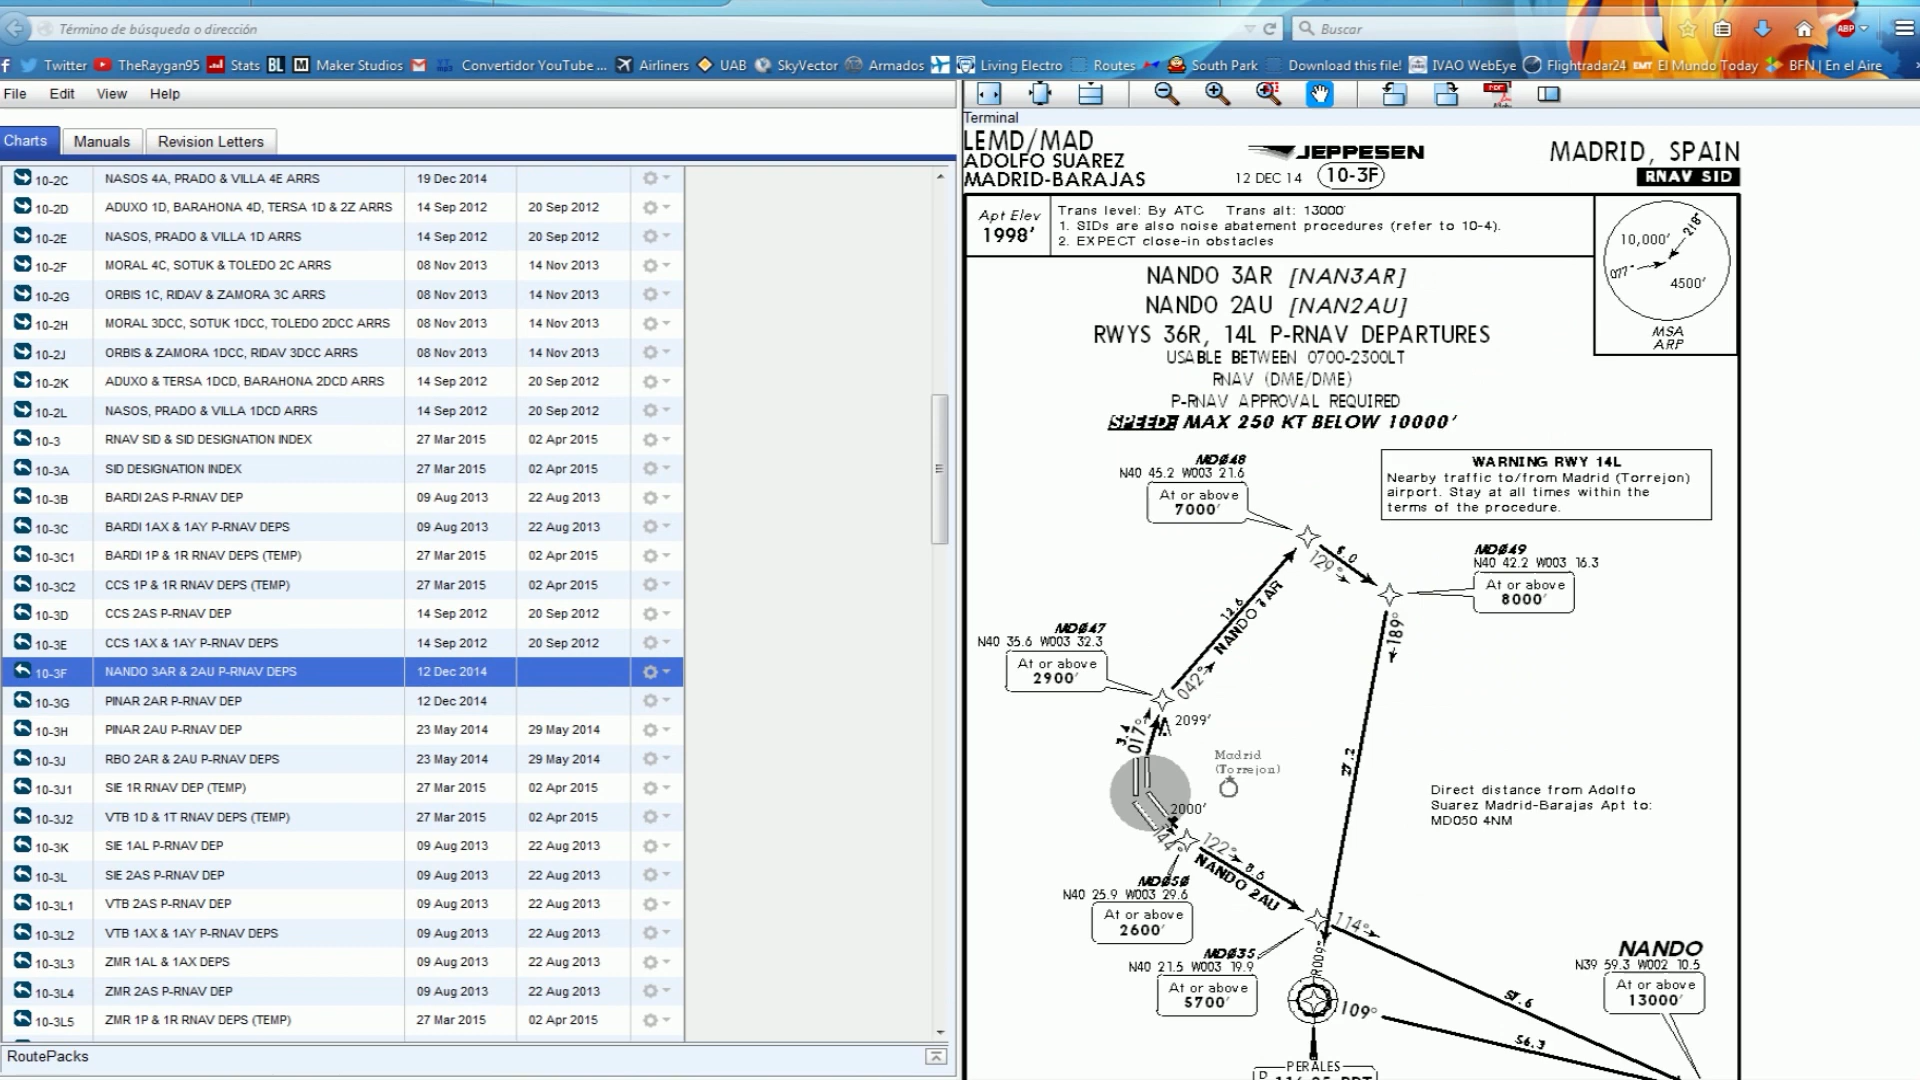 Término de búsqueda o dirección
Buscar
Twitter TheRaygan95 Stats BL M Maker Studios Convertidor YouTube ... Airliners UAB SkyVector Armados Living Electro Routes South Park Download this file! IVAO WebEye Flightradar24 El Mundo Today BFN | En el Aire
File Edit View Help
Charts Manuals Revision Letters
10-2C NASOS 4A, PRADO & VILLA 4E ARRS 19 Dec 2014
10-2D ADUXO 1D, BARAHONA 4D, TERSA 1D & 2Z ARRS 14 Sep 2012 20 Sep 2012
10-2E NASOS, PRADO & VILLA 1D ARRS 14 Sep 2012 20 Sep 2012
10-2F MORAL 4C, SOTUK & TOLEDO 2C ARRS 08 Nov 2013 14 Nov 2013
10-2G ORBIS 1C, RIDAV & ZAMORA 3C ARRS 08 Nov 2013 14 Nov 2013
10-2H MORAL 3DCC, SOTUK 1DCC, TOLEDO 2DCC ARRS 08 Nov 2013 14 Nov 2013
10-2J ORBIS & ZAMORA 1DCC, RIDAV 3DCC ARRS 08 Nov 2013 14 Nov 2013
10-2K ADUXO & TERSA 1DCD, BARAHONA 2DCD ARRS 14 Sep 2012 20 Sep 2012
10-2L NASOS, PRADO & VILLA 1DCD ARRS 14 Sep 2012 20 Sep 2012
10-3 RNAV SID & SID DESIGNATION INDEX 27 Mar 2015 02 Apr 2015
10-3A SID DESIGNATION INDEX 27 Mar 2015 02 Apr 2015
10-3B BARDI 2AS P-RNAV DEP 09 Aug 2013 22 Aug 2013
10-3C BARDI 1AX & 1AY P-RNAV DEPS 09 Aug 2013 22 Aug 2013
10-3C1 BARDI 1P & 1R RNAV DEPS (TEMP) 27 Mar 2015 02 Apr 2015
10-3C2 CCS 1P & 1R RNAV DEPS (TEMP) 27 Mar 2015 02 Apr 2015
10-3D CCS 2AS P-RNAV DEP 14 Sep 2012 20 Sep 2012
10-3E CCS 1AX & 1AY P-RNAV DEPS 14 Sep 2012 20 Sep 2012
10-3F NANDO 3AR & 2AU P-RNAV DEPS 12 Dec 2014
10-3G PINAR 2AR P-RNAV DEP 12 Dec 2014
10-3H PINAR 2AU P-RNAV DEP 23 May 2014 29 May 2014
10-3J RBO 2AR & 2AU P-RNAV DEPS 23 May 2014 29 May 2014
10-3J1 SIE 1R RNAV DEP (TEMP) 27 Mar 2015 02 Apr 2015
10-3J2 VTB 1D & 1T RNAV DEPS (TEMP) 27 Mar 2015 02 Apr 2015
10-3K SIE 1AL P-RNAV DEP 09 Aug 2013 22 Aug 2013
10-3L SIE 2AS P-RNAV DEP 09 Aug 2013 22 Aug 2013
10-3L1 VTB 2AS P-RNAV DEP 09 Aug 2013 22 Aug 2013
10-3L2 VTB 1AX & 1AY P-RNAV DEPS 09 Aug 2013 22 Aug 2013
10-3L3 ZMR 1AL & 1AX DEPS 09 Aug 2013 22 Aug 2013
10-3L4 ZMR 2AS P-RNAV DEP 09 Aug 2013 22 Aug 2013
10-3L5 ZMR 1P & 1R RNAV DEPS (TEMP) 27 Mar 2015 02 Apr 2015
RoutePacks
Terminal
LEMD/MAD
ADOLFO SUAREZ
MADRID-BARAJAS
JEPPESEN
12 DEC 14 10-3F
MADRID, SPAIN
RNAV SID
Apt Elev
1998'
Trans level: By ATC Trans alt: 13000'
1. SIDs are also noise abatement procedures (refer to 10-4).
2. EXPECT close-in obstacles
218°
10,000'
077°
4500'
MSA
ARP
NANDO 3AR [NAN3AR]
NANDO 2AU [NAN2AU]
RWYS 36R, 14L P-RNAV DEPARTURES
USABLE BETWEEN 0700-2300LT
RNAV (DME/DME)
P-RNAV APPROVAL REQUIRED
SPEED: MAX 250 KT BELOW 10000'
WARNING RWY 14L
Nearby traffic to/from Madrid (Torrejon)
airport. Stay at all times within the
terms of the procedure.
MDØ48
N40 45.2 W003 21.6
At or above
7000'
8.0
129°
MDØ49
N40 42.2 W003 16.3
At or above
8000'
189°
12.6
NANDO 3AR
042°
MDØ47
N40 35.6 W003 32.3
At or above
2900'
2099'
3.4
017°
Madrid
(Torrejon)
27.2
Direct distance from Adolfo
Suarez Madrid-Barajas Apt to:
MD050 4NM
2000'
144°
122°
8.6
NANDO 2AU
MDØ50
N40 25.9 W003 29.6
At or above
2600'
114°
MDØ35
N40 21.5 W003 19.9
At or above
5700'
R009°
109°
57.6
56.3
NANDO
N39 59.3 W002 10.5
At or above
13000'
PERALES